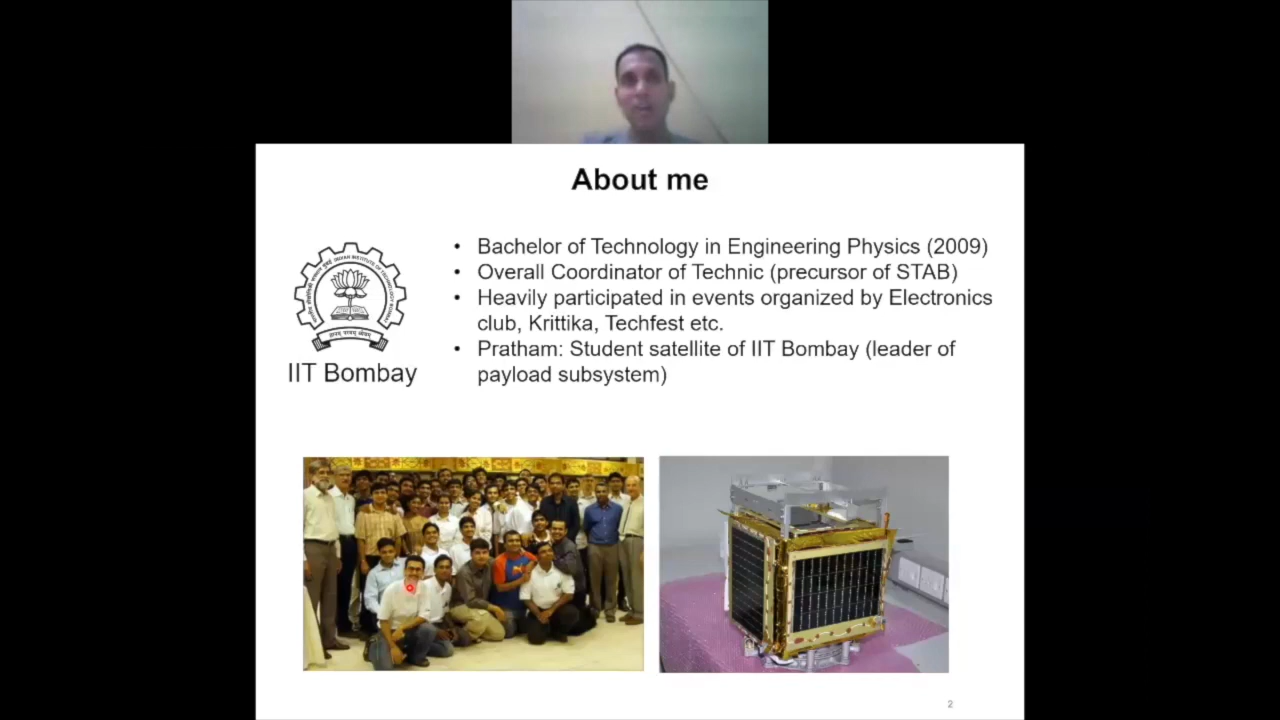 About me
• Bachelor of Technology in Engineering Physics (2009)
• Overall Coordinator of Technic (precursor of STAB)
• Heavily participated in events organized by Electronics
club, Krittika, Techfest etc.
• Pratham: Student satellite of IIT Bombay (leader of
payload subsystem)
IIT Bombay
2